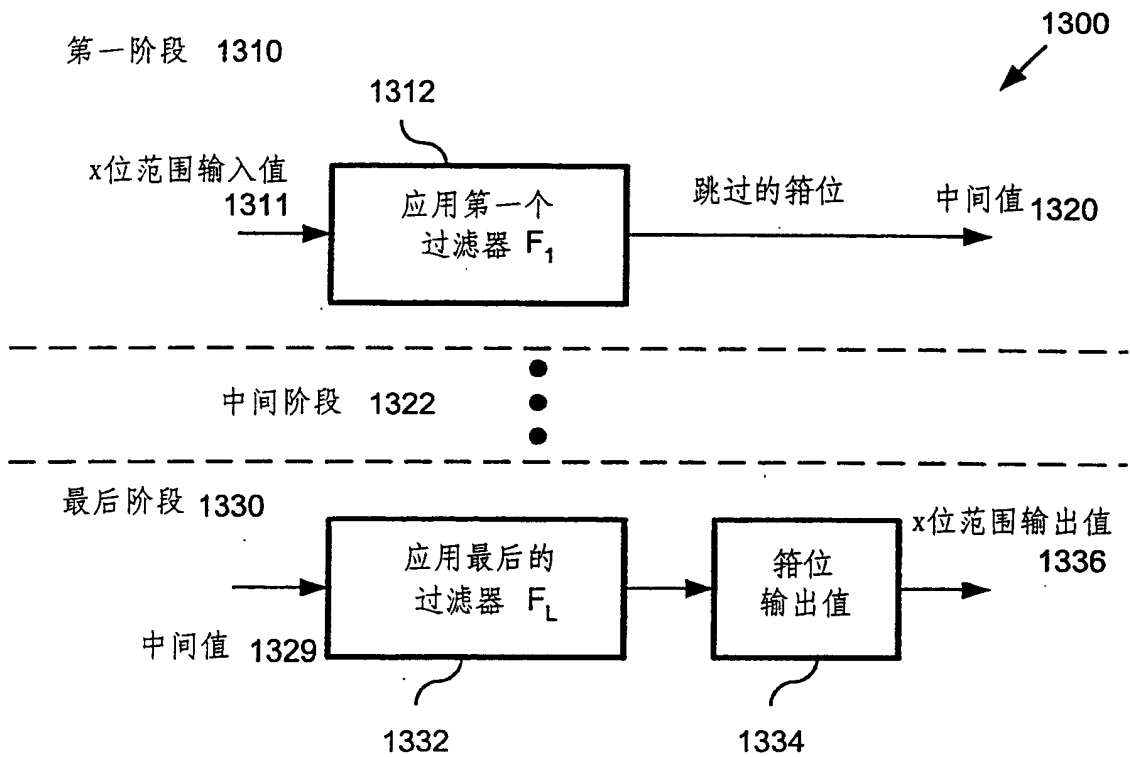 第一阶段 1310
1300
1312
x位范围输入值
1311
应用第一个
过滤器 F1
跳过的箝位
中间值 1320
中间阶段 1322
最后阶段 1330
应用最后的
过滤器 FL
箝位
输出值
x位范围输出值
1336
中间值 1329
1332
1334